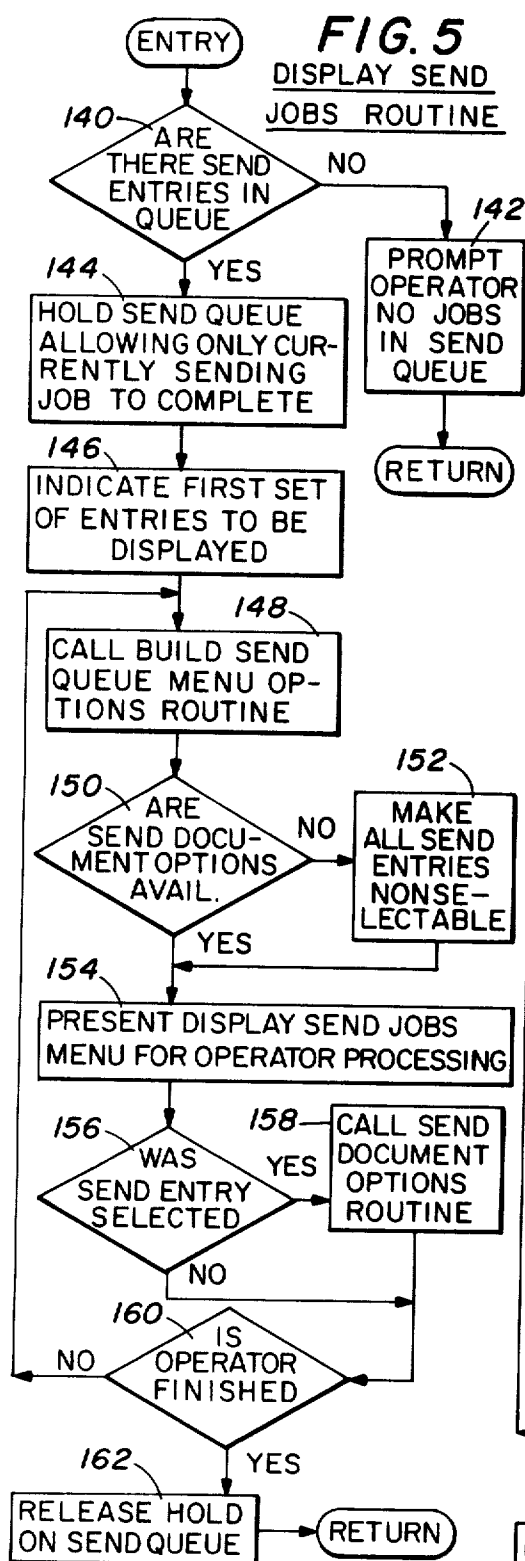 ENTRY
FIG. 5
DISPLAY SEND
JOBS ROUTINE
140
ARE
THERE SEND
ENTRIES IN
QUEUE
NO
YES
142
PROMPT
OPERATOR
NO JOBS
IN SEND
QUEUE
RETURN
144
HOLD SEND QUEUE
ALLOWING ONLY CUR-
RENTLY SENDING
JOB TO COMPLETE
146
INDICATE FIRST SET
OF ENTRIES TO BE
DISPLAYED
148
CALL BUILD SEND
QUEUE MENU OP-
TIONS ROUTINE
150
ARE
SEND DOCU-
MENT OPTIONS
AVAIL.
NO
YES
152
MAKE
ALL SEND
ENTRIES
NONSE-
LECTABLE
154
PRESENT DISPLAY SEND JOBS
MENU FOR OPERATOR PROCESSING
156
WAS
SEND ENTRY
SELECTED
YES
NO
158
CALL SEND
DOCUMENT
OPTIONS
ROUTINE
160
IS
OPERATOR
FINISHED
NO
YES
162
RELEASE HOLD
ON SEND QUEUE
RETURN